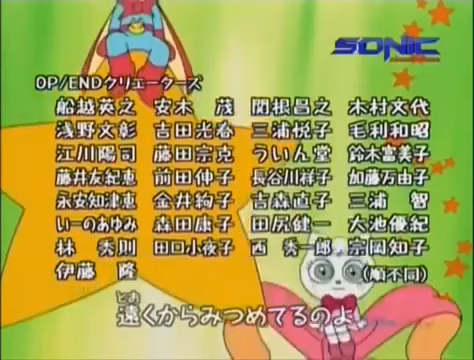 SONIC
OP/ENDクリエーターズ
船越英之 安木 茂 関根昌之 木村文代
浅野文彰 吉田光春 三浦悦子 毛利和昭
江川陽司 藤田宗克 ういん堂 鈴木富美子
藤井友紀恵 前田伸子 長谷川祥子 加藤万由子
永安知津恵 金井絢子 吉森直子 三浦 智
いーのあゆみ 森田康子 田尻健一 大池優紀
林 秀則 田口小夜子 西 秀一郎 宗岡知子
伊藤 隆 (順不同)
とお
遠くからみつめてるのよ